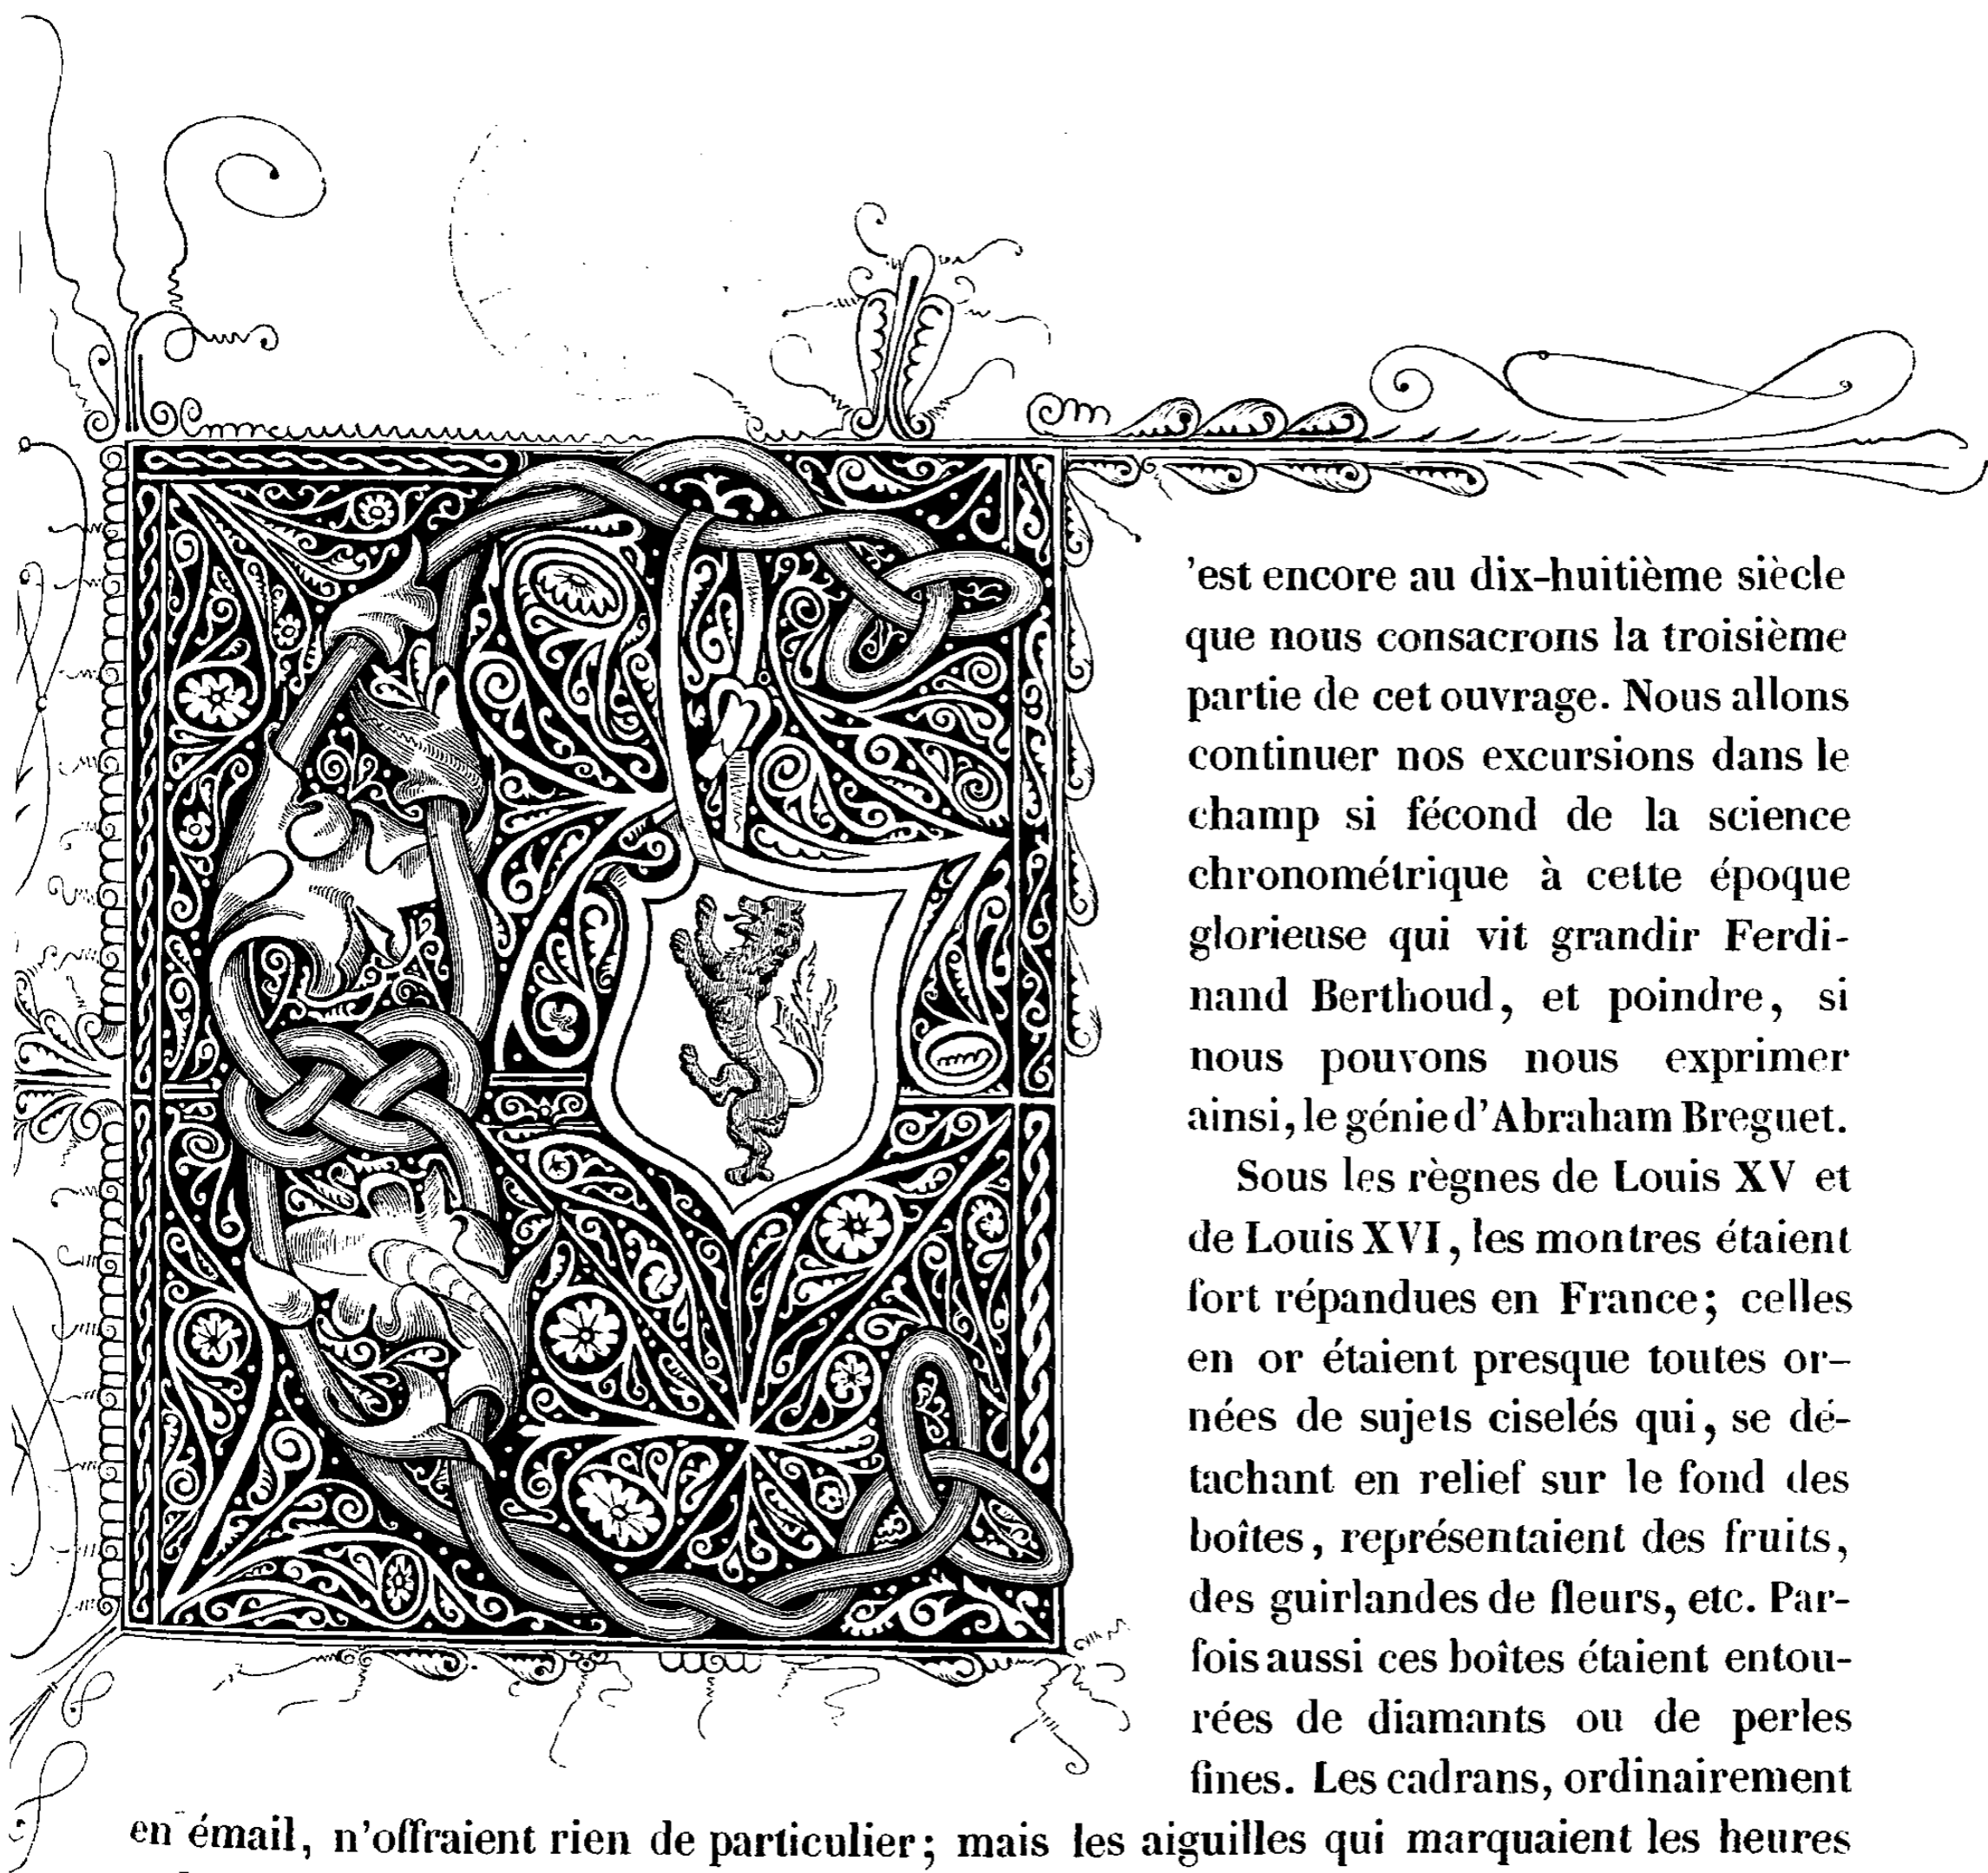 C'est encore au dix-huitième siècle
que nous consacrons la troisième
partie de cet ouvrage. Nous allons
continuer nos excursions dans le
champ si fécond de la science
chronométrique à cette époque
glorieuse qui vit grandir Ferdi-
nand Berthoud, et poindre, si
nous pouvons nous exprimer
ainsi, le génie d'Abraham Breguet.
Sous les règnes de Louis XV et
de Louis XVI, les montres étaient
fort répandues en France; celles
en or étaient presque toutes or-
nées de sujets ciselés qui, se dé-
tachant en relief sur le fond des
boîtes, représentaient des fruits,
des guirlandes de fleurs, etc. Par-
fois aussi ces boîtes étaient entou-
rées de diamants ou de perles
fines. Les cadrans, ordinairement
en émail, n'offraient rien de particulier; mais les aiguilles qui marquaient les heures